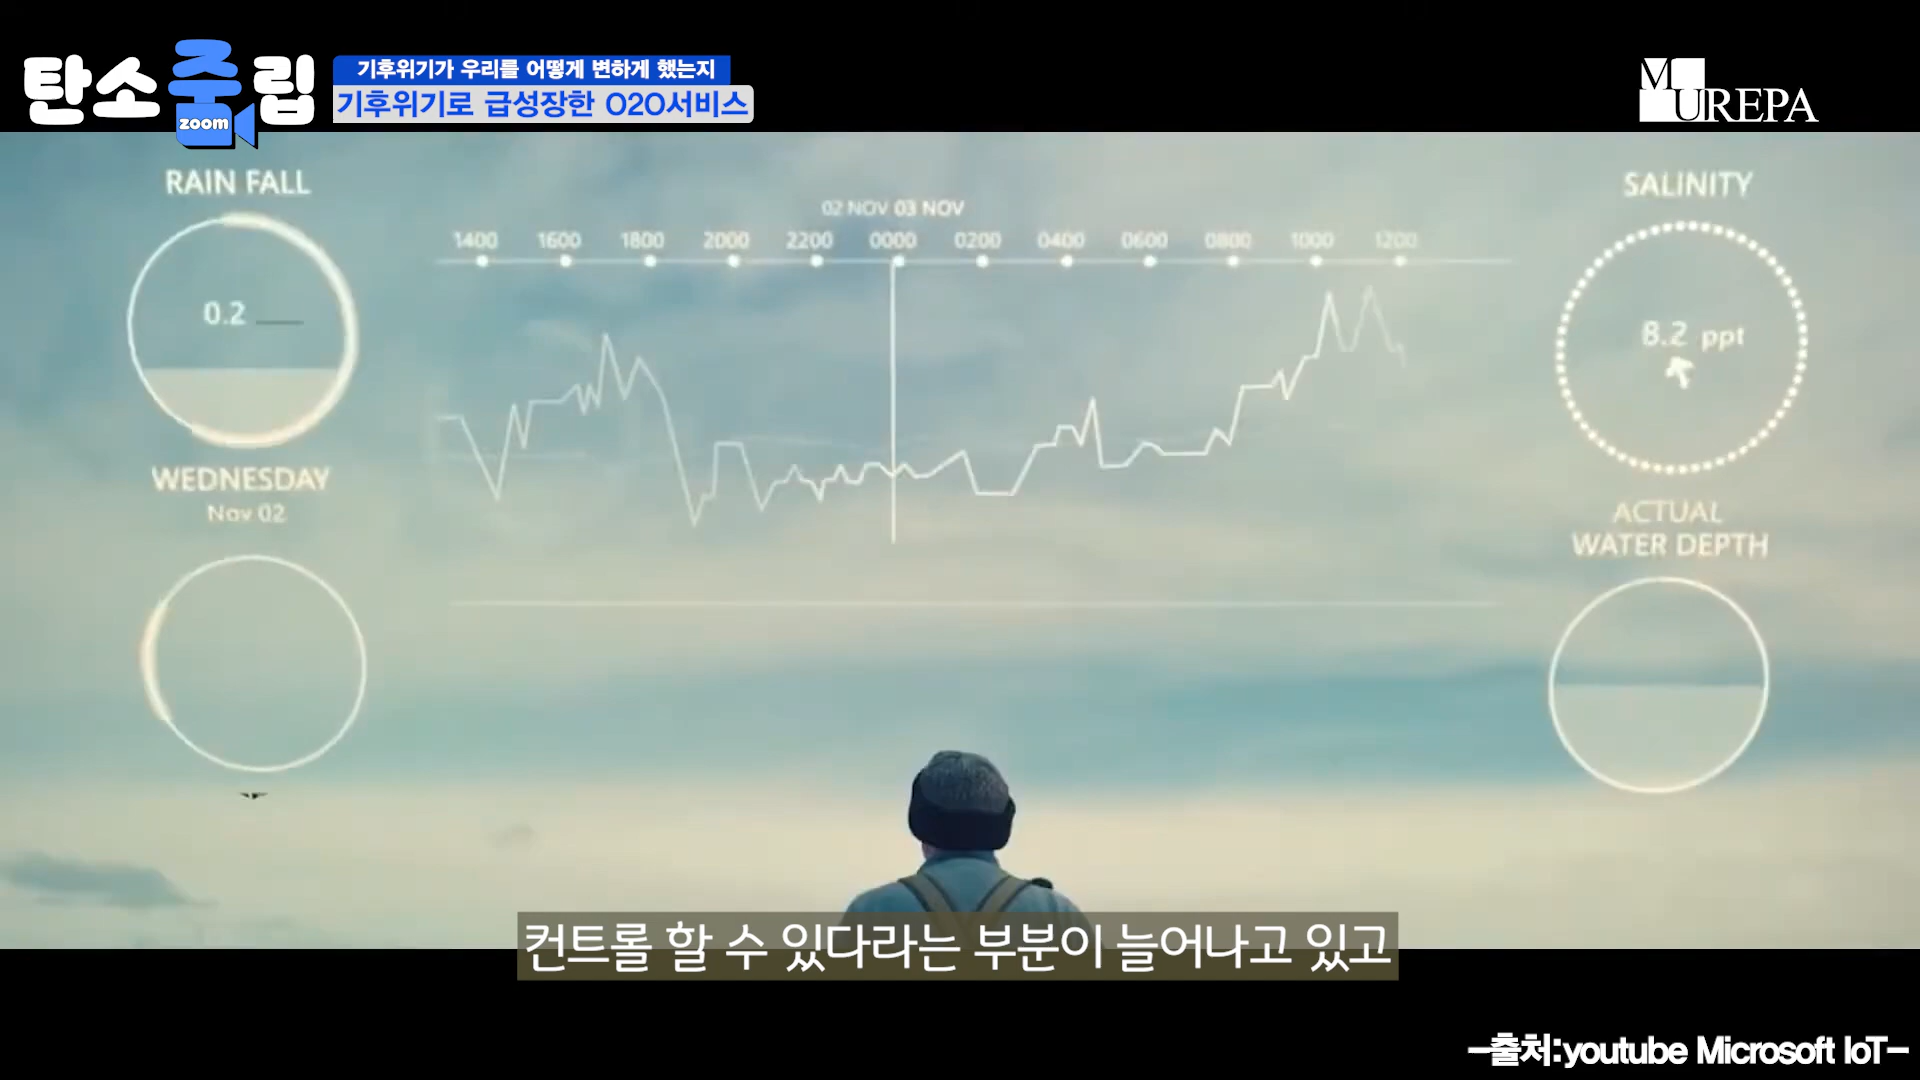 탄소줌립
zoom
기후위기가 우리를 어떻게 변하게 했는지
기후위기로 급성장한 O2O서비스
MUREPA
RAIN FALL
0.2
WEDNESDAY
Nov 02
02 NOV 03 NOV
1400 1600 1800 2000 2200 0000 0200 0400 0600 0800 1000 1200
SALINITY
8.2 ppt
ACTUAL
WATER DEPTH
컨트롤 할 수 있다라는 부분이 늘어나고 있고
-출처:youtube Microsoft IoT-